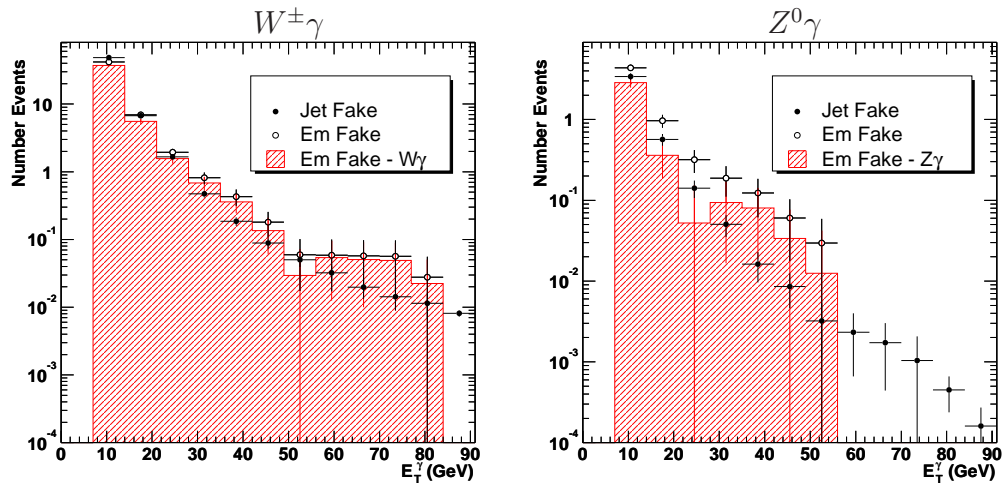 W±γ
Number Events
Jet Fake
Em Fake
Em Fake - Wγ
10
1
10⁻¹
10⁻²
10⁻³
10⁻⁴
0 10 20 30 40 50 60 70 80 90
E_T^γ (GeV)
Z⁰γ
Number Events
Jet Fake
Em Fake
Em Fake - Zγ
1
10⁻¹
10⁻²
10⁻³
10⁻⁴
0 10 20 30 40 50 60 70 80 90
E_T^γ (GeV)